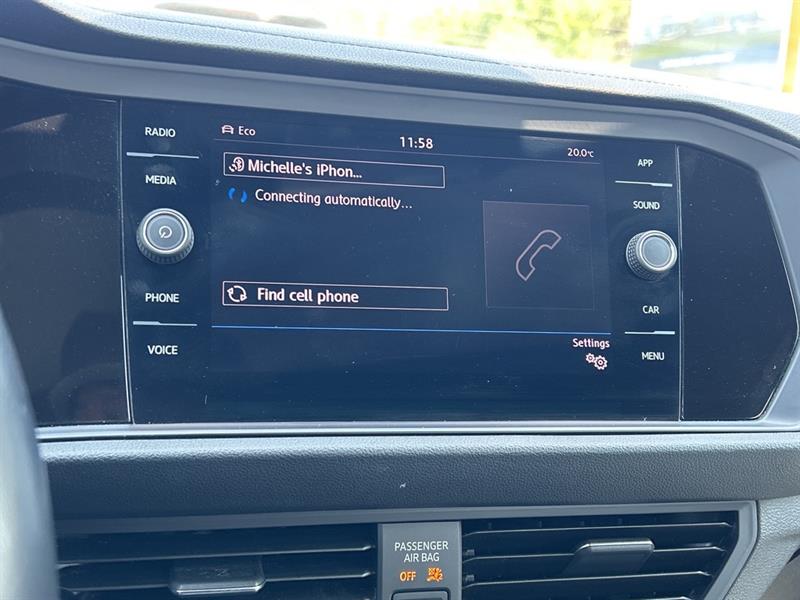 RADIO
MEDIA
PHONE
VOICE
Eco
11:58
20.0°C
Michelle's iPhon...
Connecting automatically...
Find cell phone
Settings
APP
SOUND
CAR
MENU
PASSENGER
AIR BAG
OFF